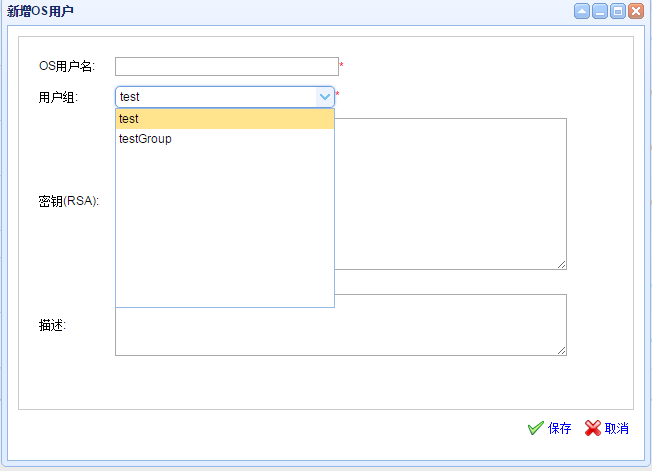 新增OS用户
OS用户名:
*
用户组:
test
*
test
testGroup
密钥(RSA):
描述:
保存
取消